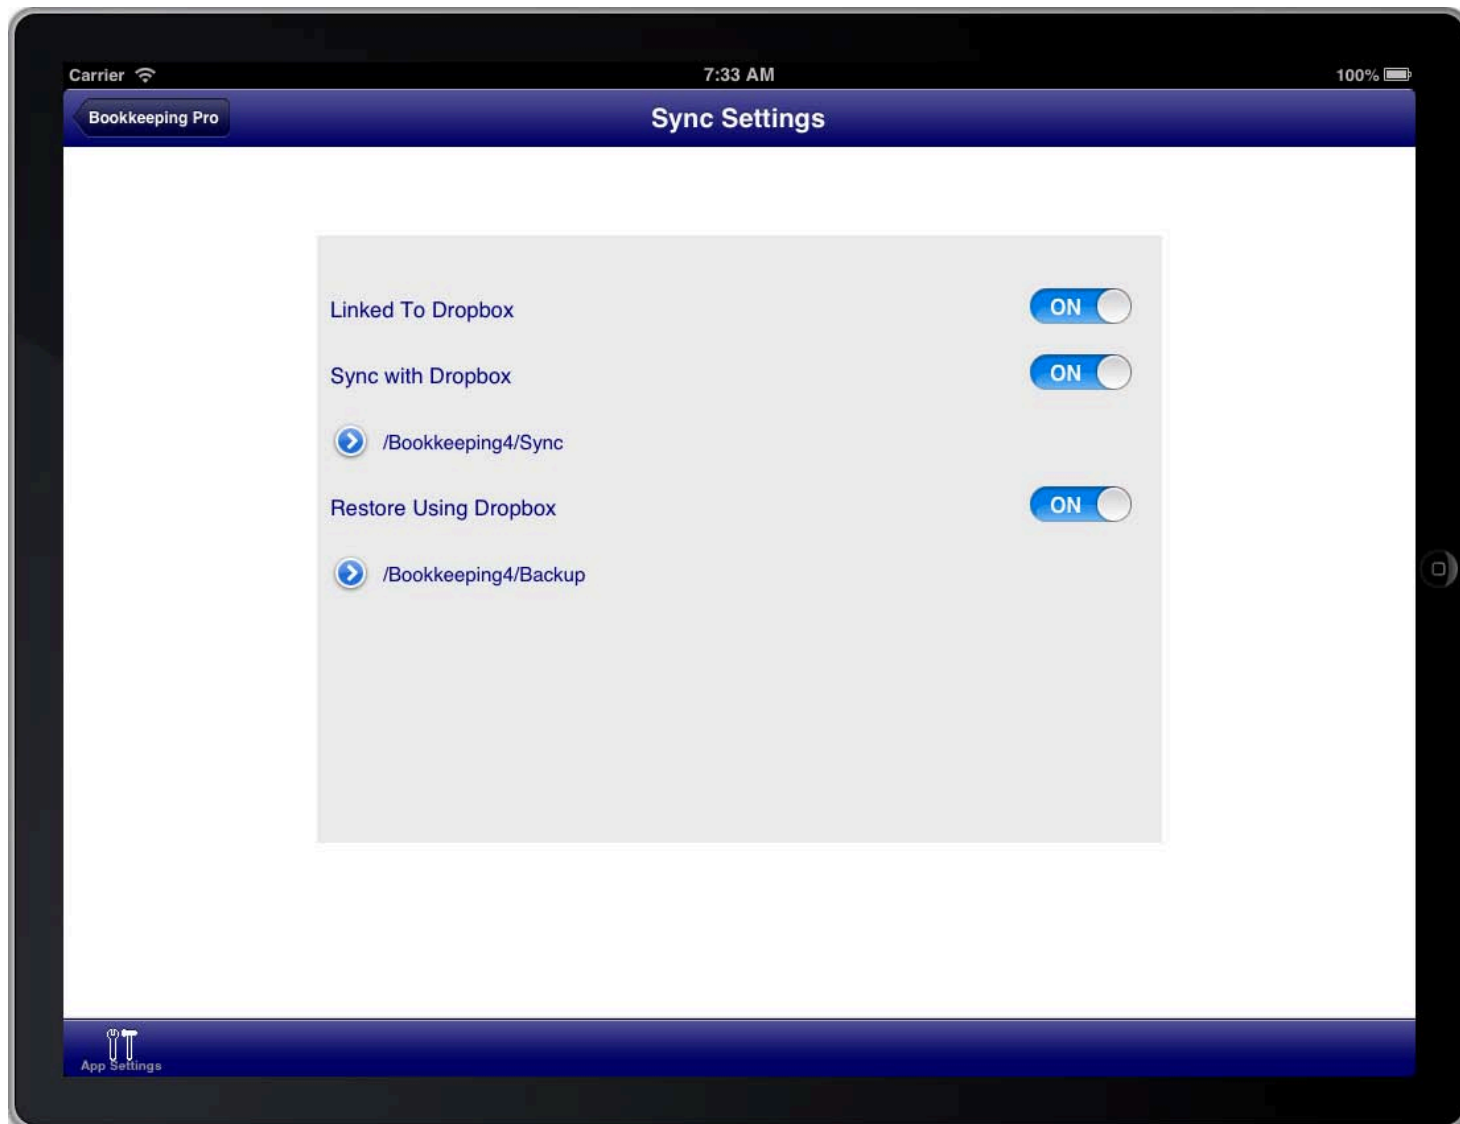 Carrier 7:33 AM 100%
Bookkeeping Pro Sync Settings
Linked To Dropbox ON
Sync with Dropbox ON
/Bookkeeping4/Sync
Restore Using Dropbox ON
/Bookkeeping4/Backup
App Settings